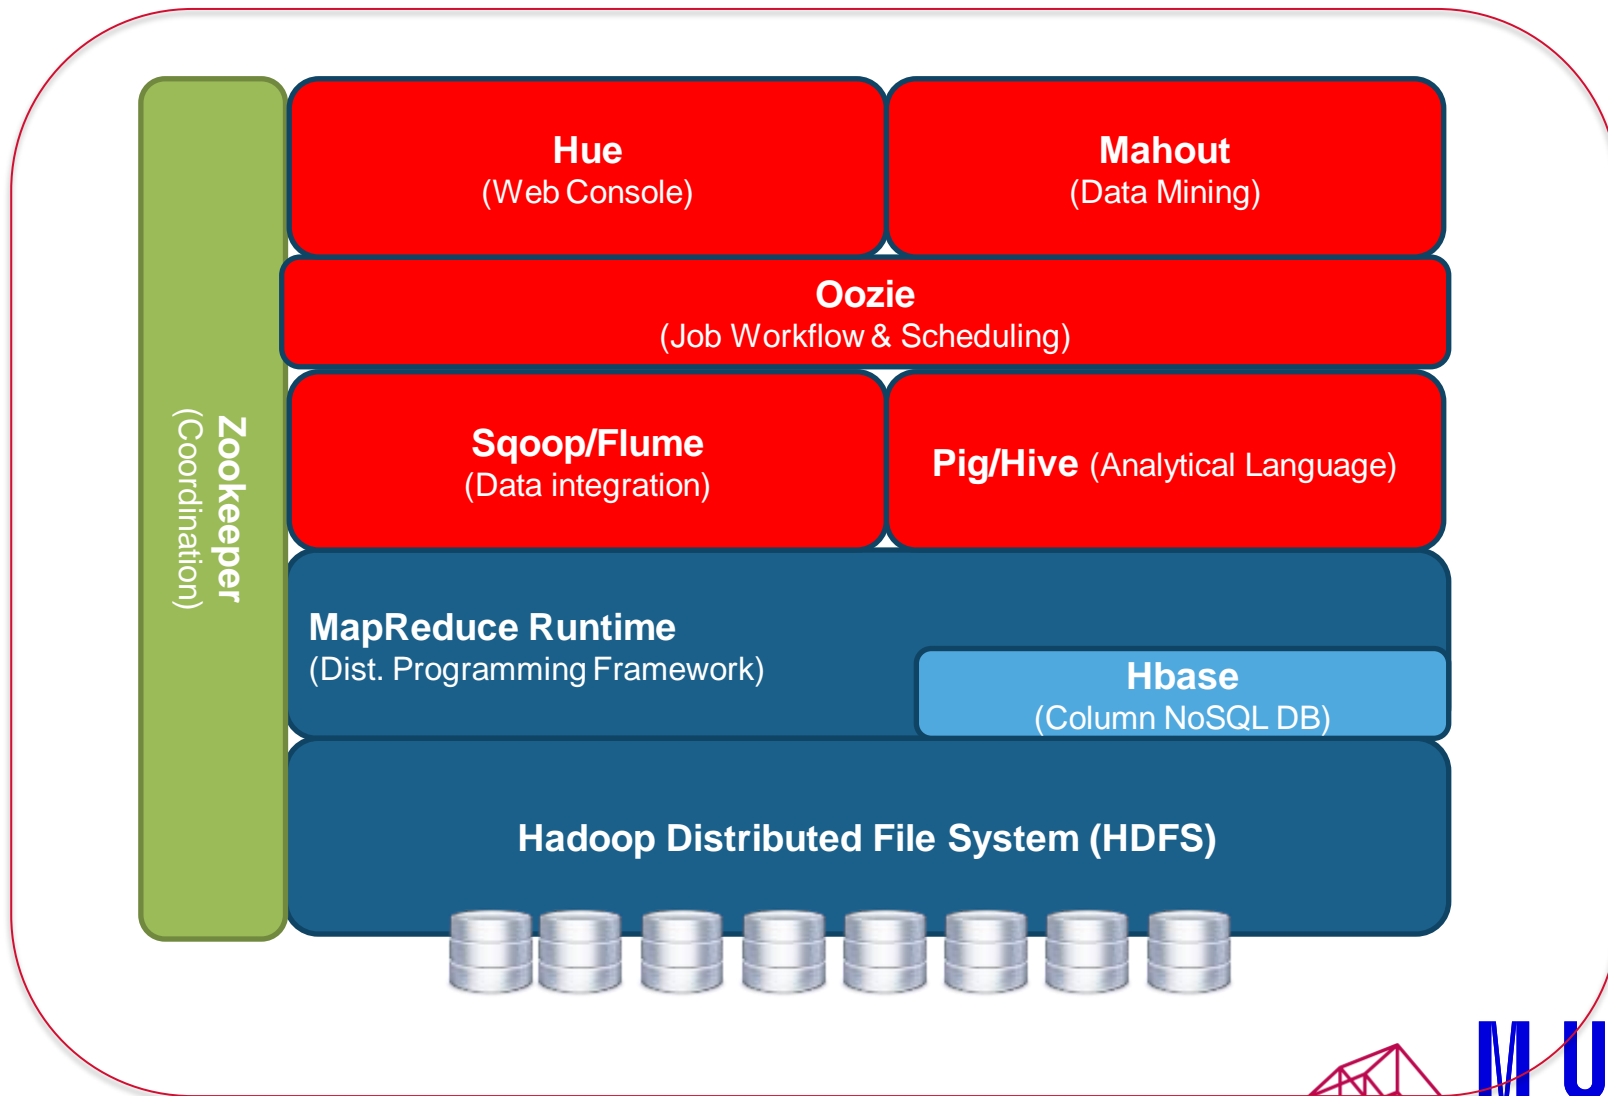 Hue
(Web Console)
Mahout
(Data Mining)
Oozie
(Job Workflow & Scheduling)
Zookeeper
(Coordination)
Sqoop/Flume
(Data integration)
Pig/Hive (Analytical Language)
MapReduce Runtime
(Dist. Programming Framework)
Hbase
(Column NoSQL DB)
Hadoop Distributed File System (HDFS)
M U